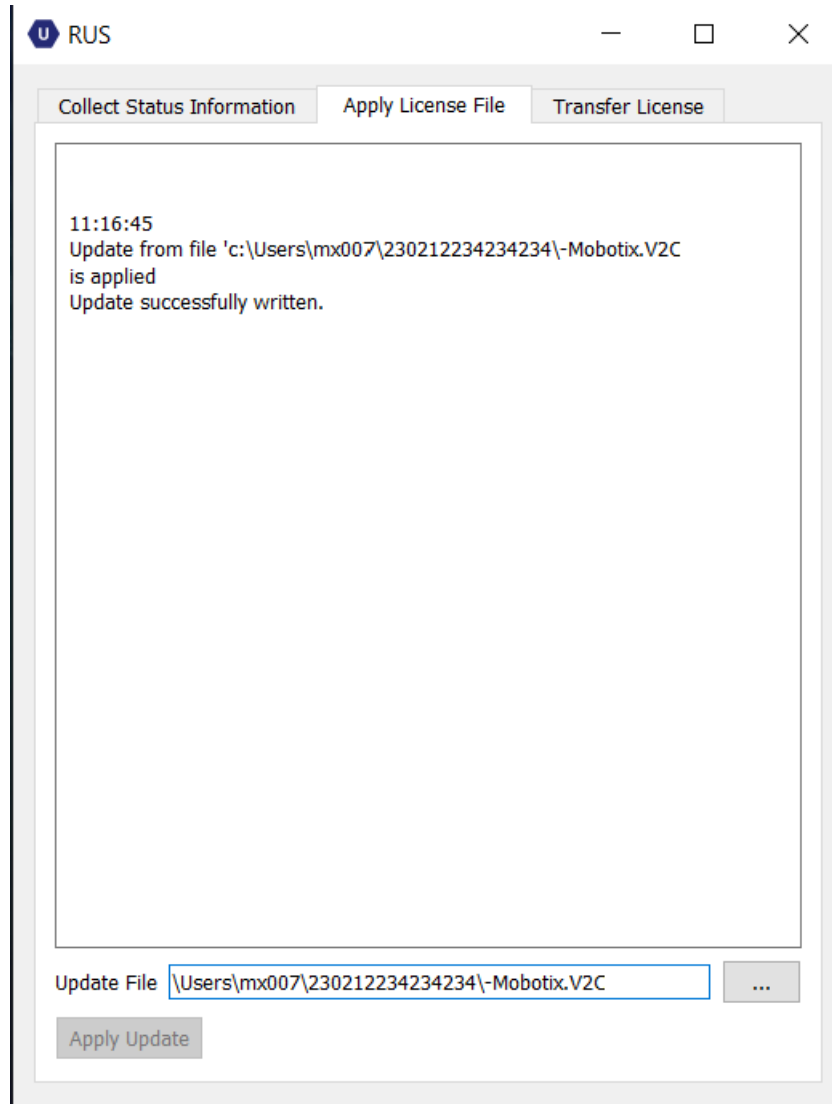 U RUS
Collect Status Information Apply License File Transfer License
11:16:45
Update from file 'c:\Users\mx007\230212234234234\-Mobotix.V2C
is applied
Update successfully written.
Update File \Users\mx007\230212234234234\-Mobotix.V2C ...
Apply Update